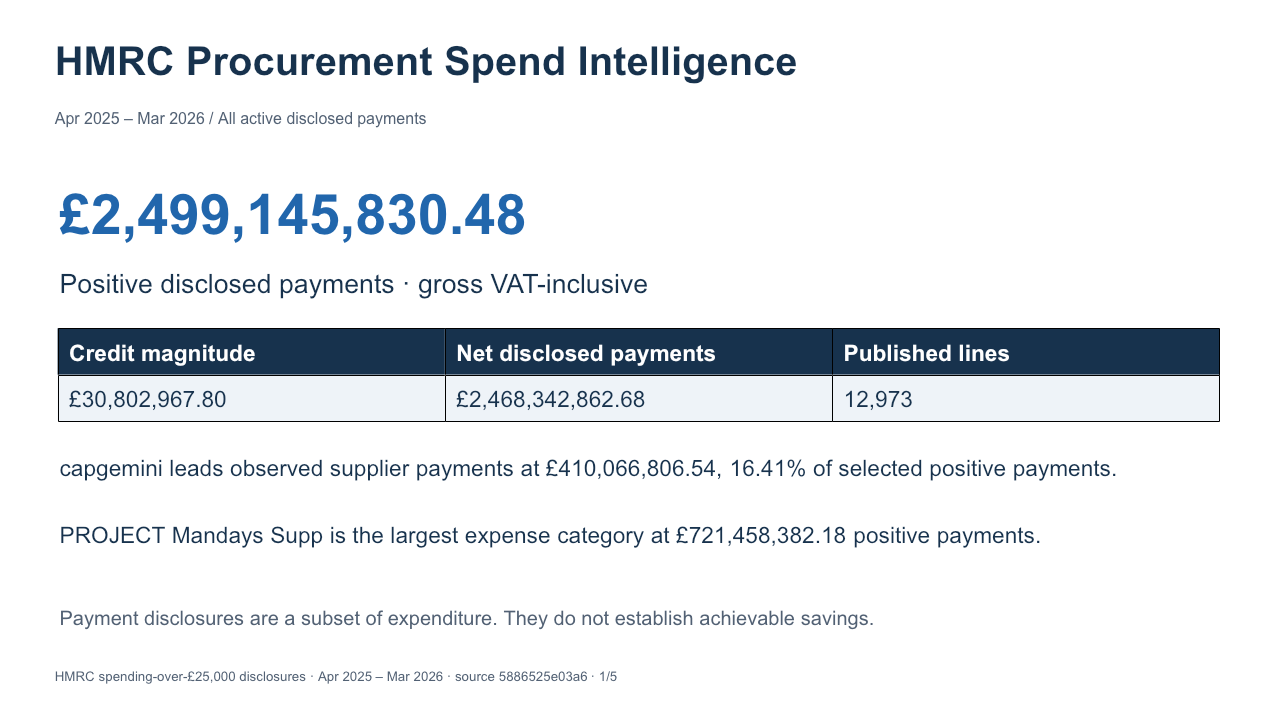 HMRC Procurement Spend Intelligence
Apr 2025 – Mar 2026 / All active disclosed payments
£2,499,145,830.48
Positive disclosed payments · gross VAT-inclusive
Credit magnitude Net disclosed payments Published lines
£30,802,967.80 £2,468,342,862.68 12,973
capgemini leads observed supplier payments at £410,066,806.54, 16.41% of selected positive payments.
PROJECT Mandays Supp is the largest expense category at £721,458,382.18 positive payments.
Payment disclosures are a subset of expenditure. They do not establish achievable savings.
HMRC spending-over-£25,000 disclosures · Apr 2025 – Mar 2026 · source 5886525e03a6 · 1/5